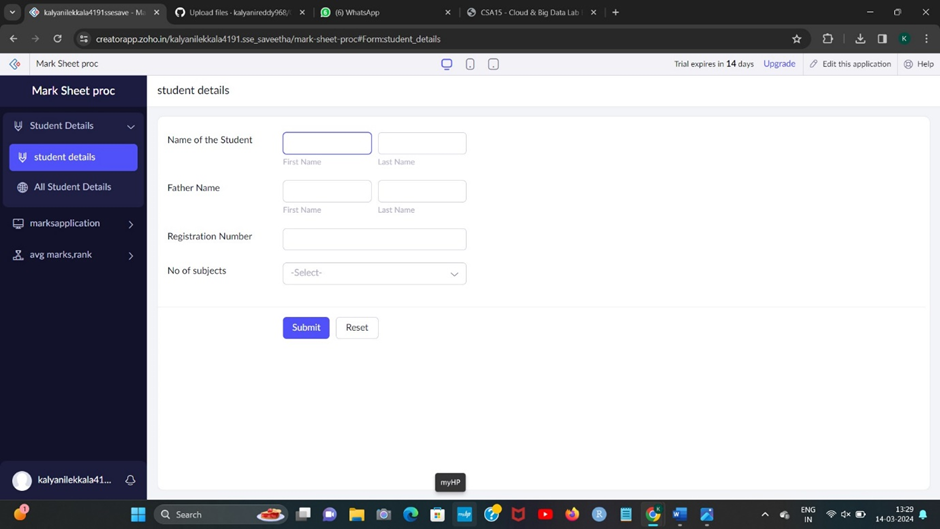 kalyanilekkala4191ssesave - Ma
Upload files - kalyanireddy968/
(6) WhatsApp
CSA15 - Cloud & Big Data Lab
creatorapp.zoho.in/kalyanilekkala4191.sse_saveetha/mark-sheet-proc#Form:student_details
K
Mark Sheet proc
Trial expires in 14 days
Upgrade
Edit this application
Help
Mark Sheet proc
Student Details
student details
All Student Details
marksapplication
avg marks,rank
kalyanilekkala41...
student details
Name of the Student
First Name
Last Name
Father Name
First Name
Last Name
Registration Number
No of subjects
-Select-
Submit
Reset
myHP
1
Search
ENG
IN
13:29
14-03-2024